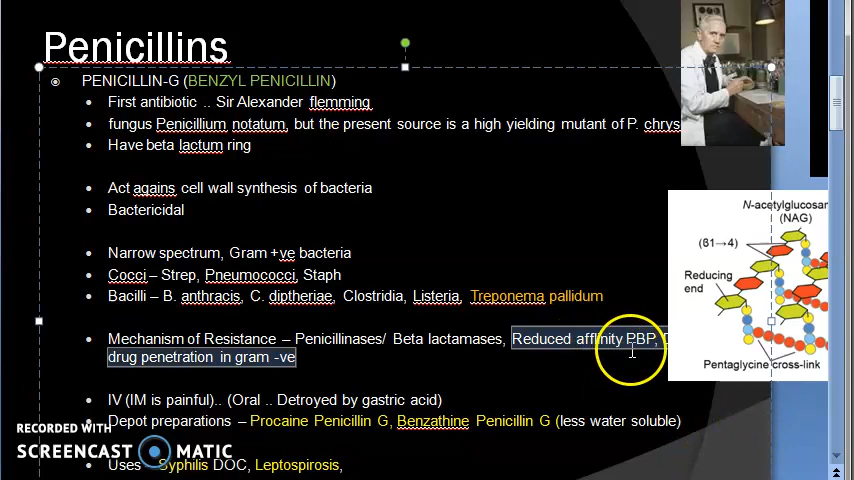 Penicillins
PENICILLIN-G (BENZYL PENICILLIN)
First antibiotic .. Sir Alexander flemming
fungus Penicillium notatum, but the present source is a high yielding mutant of P. chrys
Have beta lactum ring
Act agains cell wall synthesis of bacteria
Bactericidal
Narrow spectrum, Gram +ve bacteria
Cocci – Strep, Pneumococci, Staph
Bacilli – B. anthracis, C. diptheriae, Clostridia, Listeria, Treponema pallidum
Mechanism of Resistance – Penicillinases/ Beta lactamases, Reduced affinity PBP,
drug penetration in gram -ve
IV (IM is painful).. (Oral .. Detroyed by gastric acid)
Depot preparations – Procaine Penicillin G, Benzathine Penicillin G (less water soluble)
Uses – Syphilis DOC, Leptospirosis,
N-acetylglucosar
(NAG)
(β1→4)
Reducing
end
Pentaglycine cross-link
RECORDED WITH
SCREENCAST MATIC